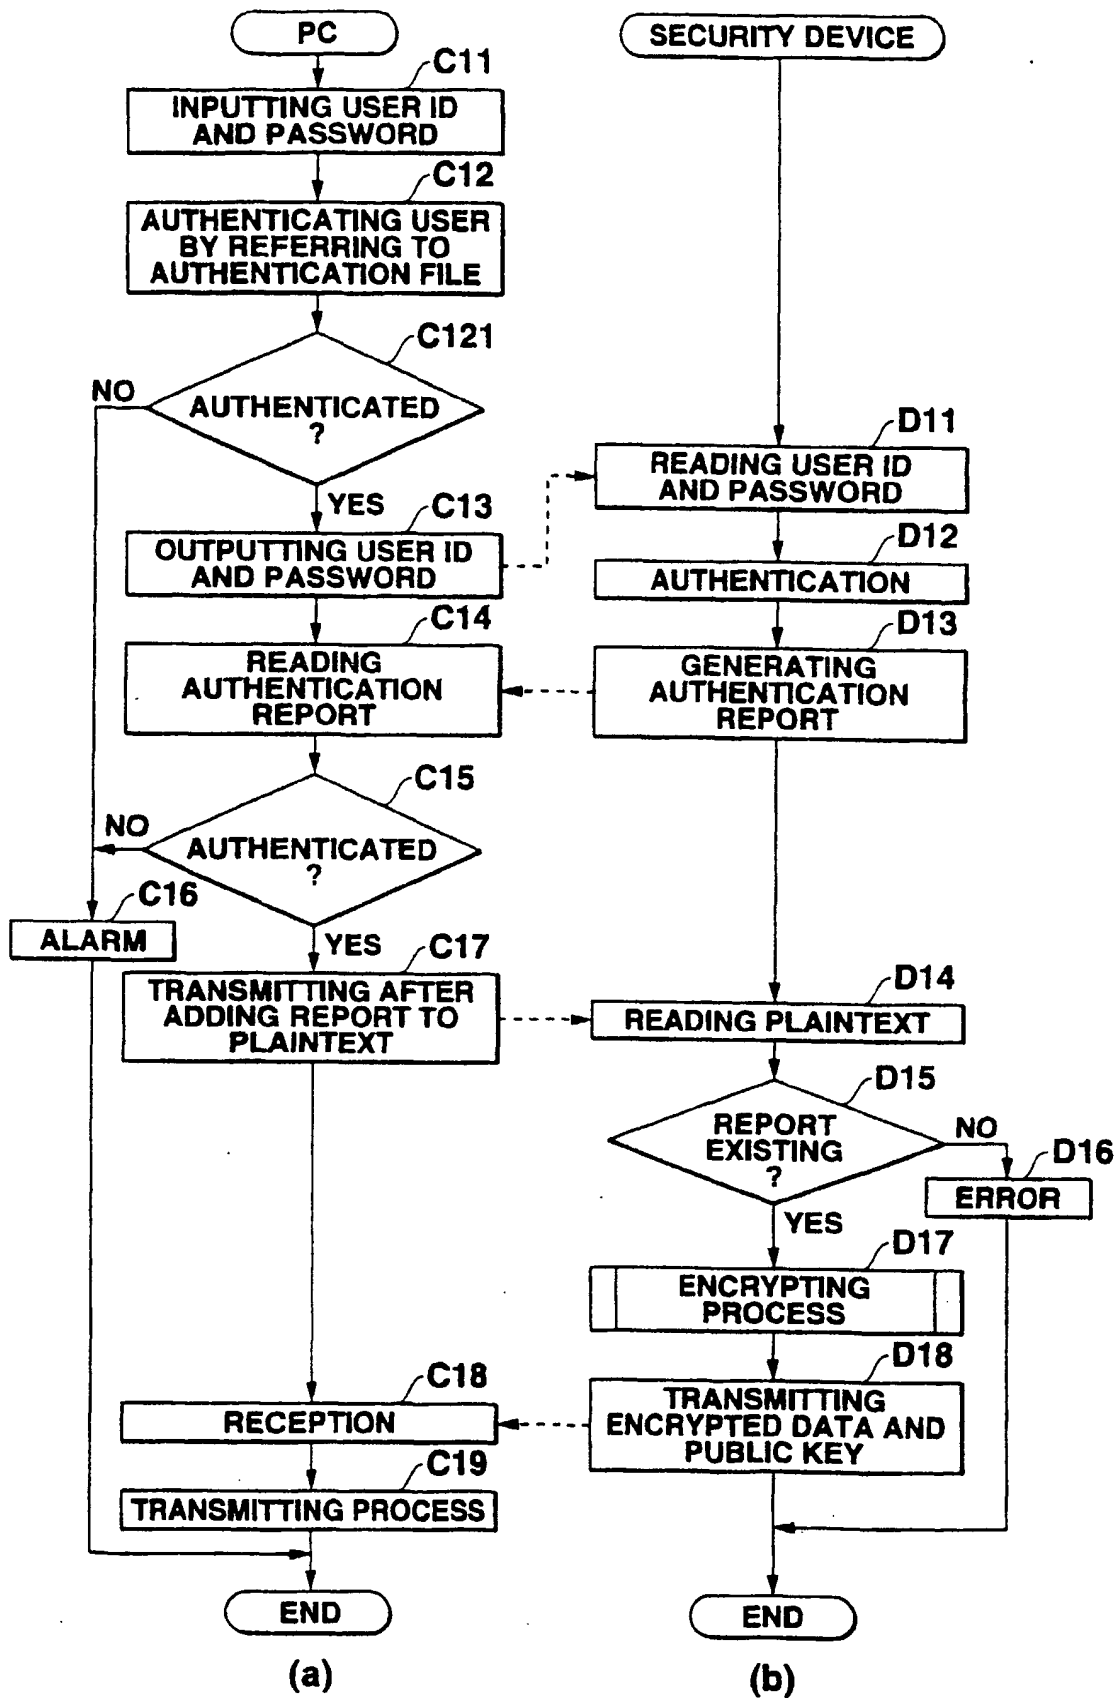 PC
C11
INPUTTING USER ID
AND PASSWORD
C12
AUTHENTICATING USER
BY REFERRING TO
AUTHENTICATION FILE
C121
NO
AUTHENTICATED
?
YES
C13
OUTPUTTING USER ID
AND PASSWORD
C14
READING
AUTHENTICATION
REPORT
C15
NO
AUTHENTICATED
?
C16
ALARM
YES
C17
TRANSMITTING AFTER
ADDING REPORT TO
PLAINTEXT
C18
RECEPTION
C19
TRANSMITTING PROCESS
END
(a)
SECURITY DEVICE
D11
READING USER ID
AND PASSWORD
D12
AUTHENTICATION
D13
GENERATING
AUTHENTICATION
REPORT
D14
READING PLAINTEXT
D15
REPORT
EXISTING
?
NO
D16
ERROR
YES
D17
ENCRYPTING
PROCESS
D18
TRANSMITTING
ENCRYPTED DATA AND
PUBLIC KEY
END
(b)